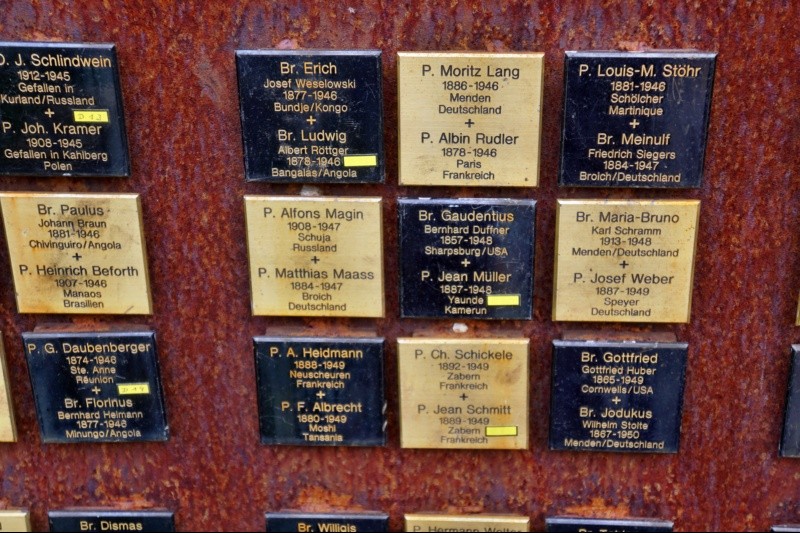 O. J. Schlindwein
1912-1945
Gefallen in
Kurland/Russland
+
P. Joh. Kramer
1908-1945
Gefallen in Kahlberg
Polen
Br. Erich
Josef Weselowski
1877-1946
Bundje/Kongo
+
Br. Ludwig
Albert Röttger
1878-1946
Bangalas/Angola
P. Moritz Lang
1886-1946
Menden
Deutschland
+
P. Albin Rudler
1878-1946
Paris
Frankreich
P. Louis-M. Stöhr
1881-1946
Schölcher
Martinique
+
Br. Meinulf
Friedrich Siegers
1884-1947
Broich/Deutschland
Br. Paulus
Johann Braun
1881-1946
Chivinguiro/Angola
+
P. Heinrich Beforth
1907-1946
Manaos
Brasilien
P. Alfons Magin
1908-1947
Schuja
Russland
+
P. Matthias Maass
1884-1947
Broich
Deutschland
Br. Gaudentius
Bernhard Duffner
1857-1948
Sharpsburg/USA
+
P. Jean Müller
1887-1948
Yaunde
Kamerun
Br. Maria-Bruno
Karl Schramm
1913-1948
Menden/Deutschland
+
P. Josef Weber
1887-1949
Speyer
Deutschland
P. G. Daubenberger
1874-1946
Ste. Anne
Réunion
+
Br. Florinus
Bernhard Heimann
1877-1946
Minungo/Angola
P. A. Heidmann
1888-1949
Neuscheuren
Frankreich
+
P. F. Albrecht
1880-1949
Moshi
Tansania
P. Ch. Schickele
1892-1949
Zabern
Frankreich
+
P. Jean Schmitt
1889-1949
Zabern
Frankreich
Br. Gottfried
Gottfried Huber
1865-1949
Cornwells/USA
+
Br. Jodukus
Wilhelm Stolte
1867-1950
Menden/Deutschland
Br. Dismas
Br. Willigis
P. Hermann